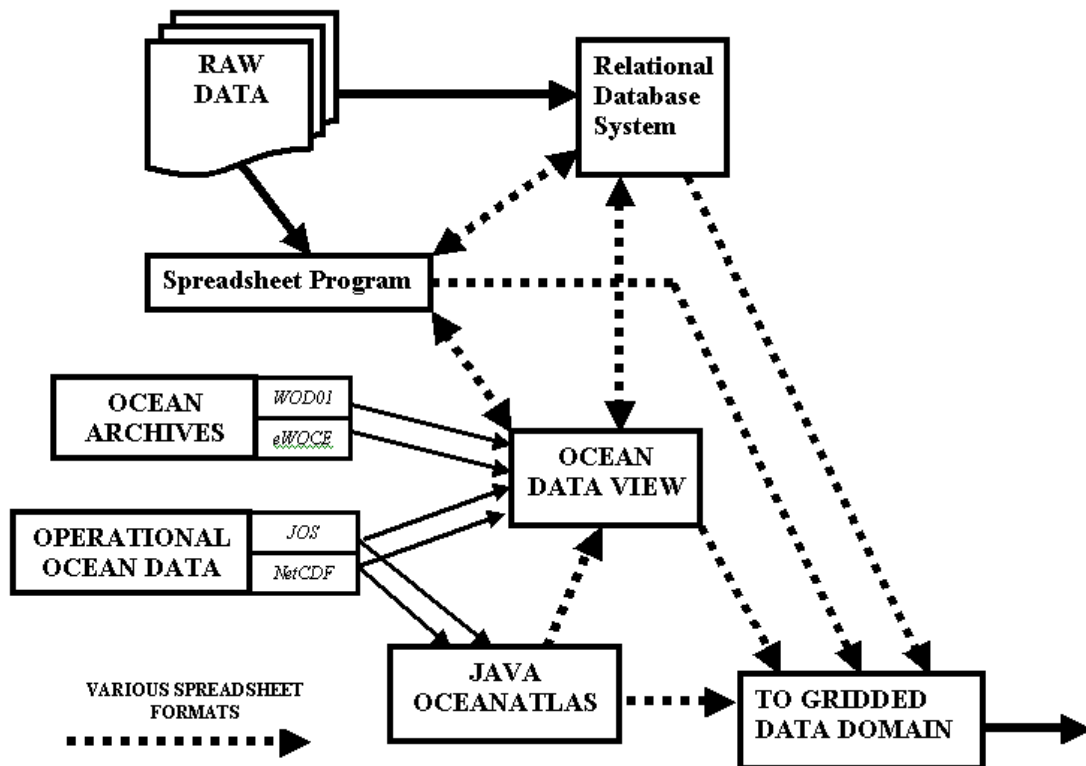 RAW
DATA
Relational
Database
System
Spreadsheet Program
OCEAN
ARCHIVES
WOD01
eWOCE
OCEAN
DATA VIEW
OPERATIONAL
OCEAN DATA
JOS
NetCDF
JAVA
OCEANATLAS
VARIOUS SPREADSHEET
FORMATS
TO GRIDDED
DATA DOMAIN